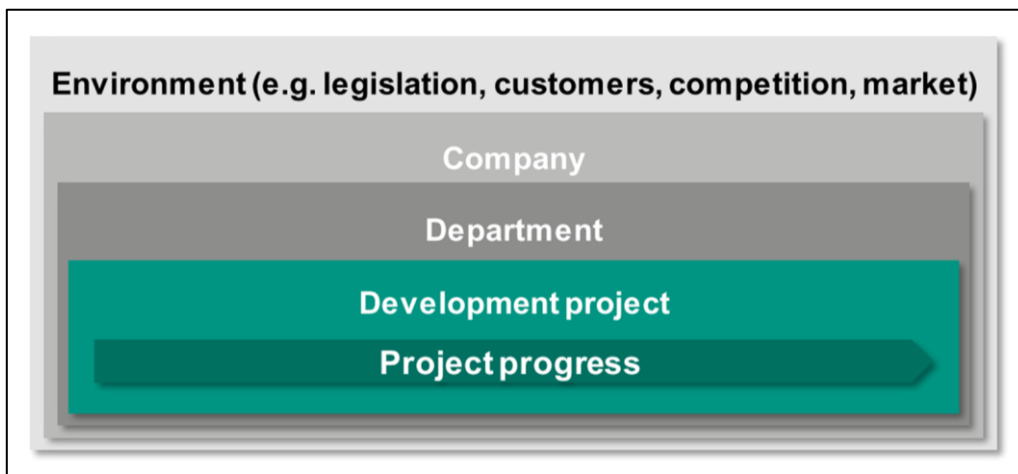 Environment (e.g. legislation, customers, competition, market)
Company
Department
Development project
Project progress